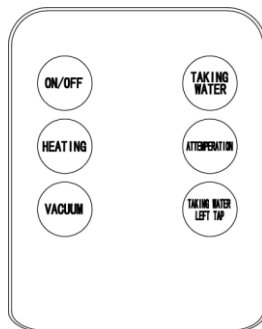 ON/OFF
TAKING
WATER
HEATING
ATTEMPERATION
VACUUM
TAKING WATER
LEFT TAP